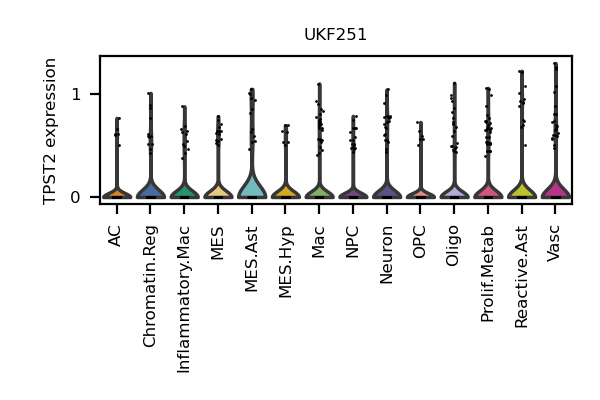 UKF251
TPST2 expression
1
0
AC
Chromatin.Reg
Inflammatory.Mac
MES
MES.Ast
MES.Hyp
Mac
NPC
Neuron
OPC
Oligo
Prolif.Metab
Reactive.Ast
Vasc